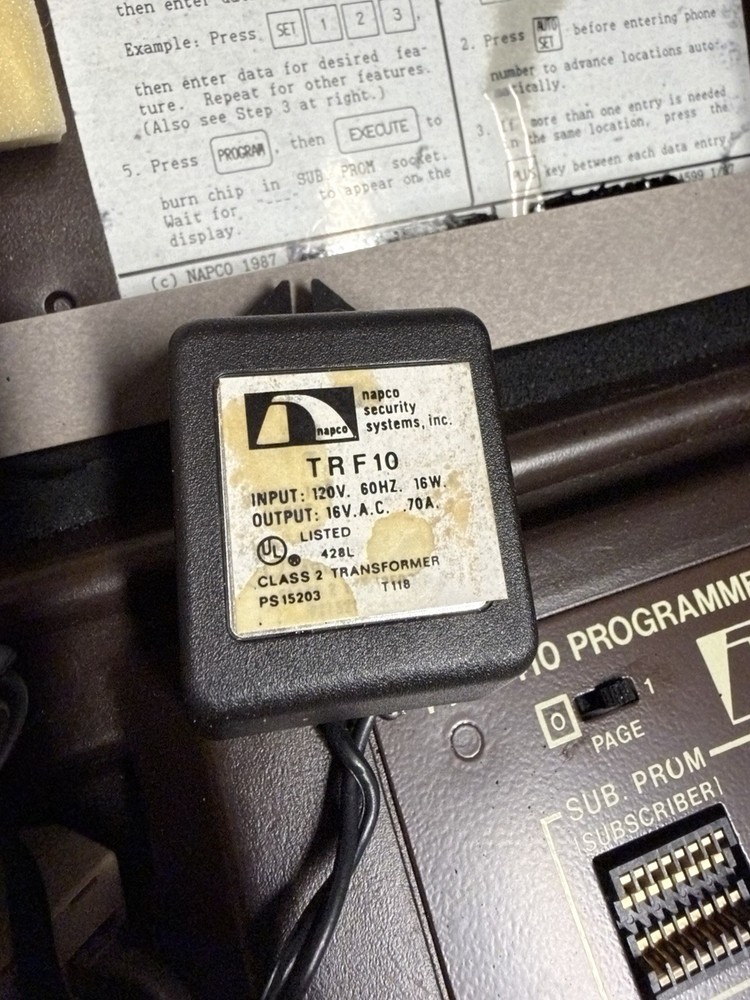 then enter
Example: Press SET 1 2 3,
then enter data for desired fea-
ture. Repeat for other features.
(Also see Step 3 at right.)
5. Press PROGRAM, then EXECUTE to
burn chip in SUB. PROM socket.
Wait for ---- to appear on the
display.
(c) NAPCO 1987
2. Press AUTO SET before entering phone
number to advance locations auto-
matically.
3. If more than one entry is needed
in the same location, press the
PLUS key between each data entry
napco
security
systems, inc.
napco
TRF10
INPUT: 120V. 60HZ. 16W.
OUTPUT: 16V.A.C. .70A.
UL LISTED
428L
CLASS 2 TRANSFORMER
PS15203 T118
10 PROGRAMME
0 1
PAGE
SUB. PROM
(SUBSCRIBER)